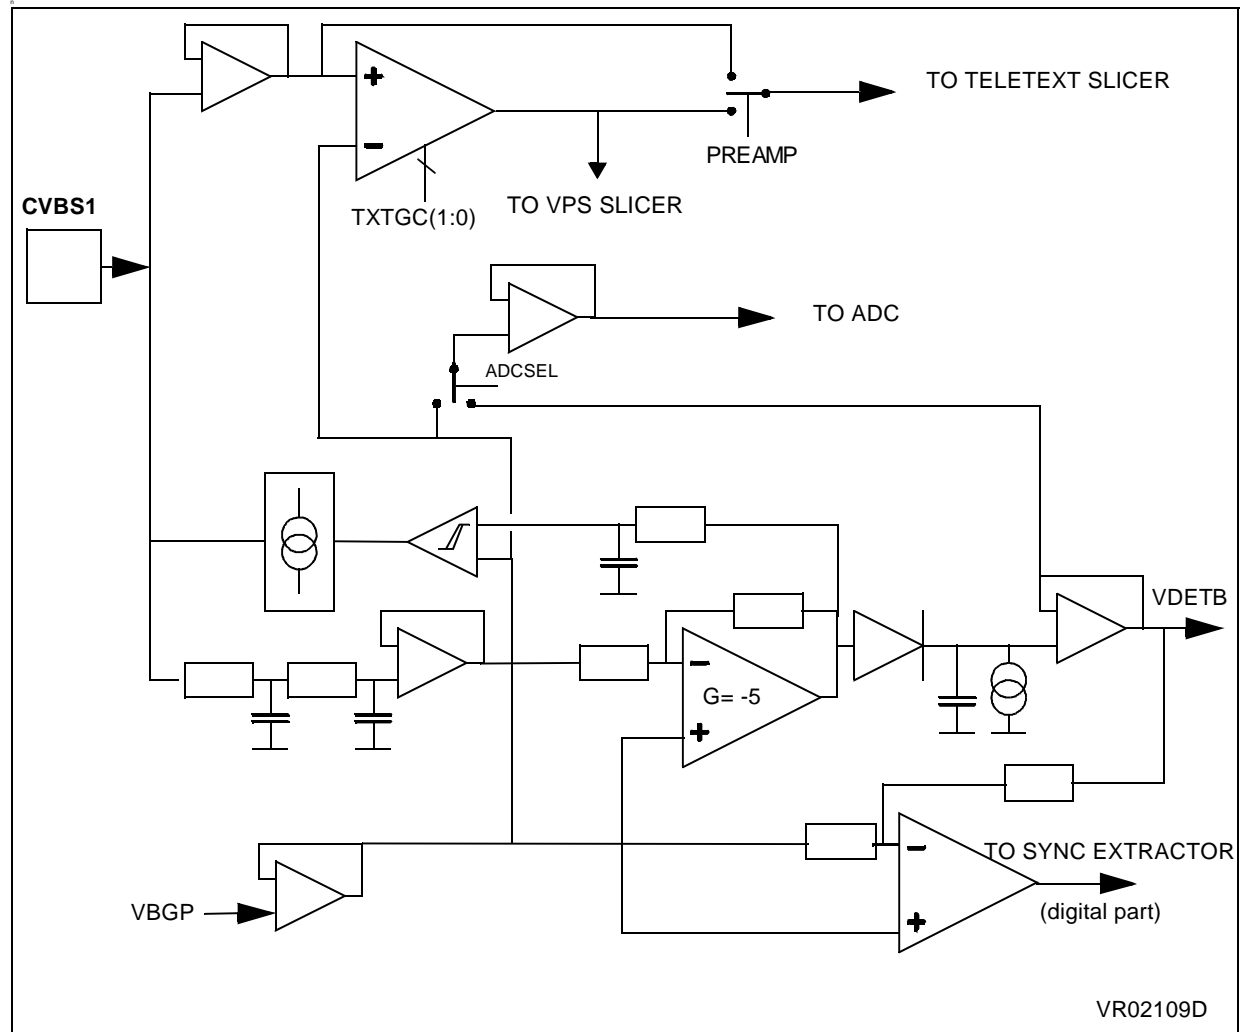 TO TELETEXT SLICER
+
PREAMP
-
TO VPS SLICER
CVBS1
TXTGC(1:0)
TO ADC
ADCSEL
VDETB
-
G= -5
+
-
TO SYNC EXTRACTOR
VBGP
+
(digital part)
VR02109D